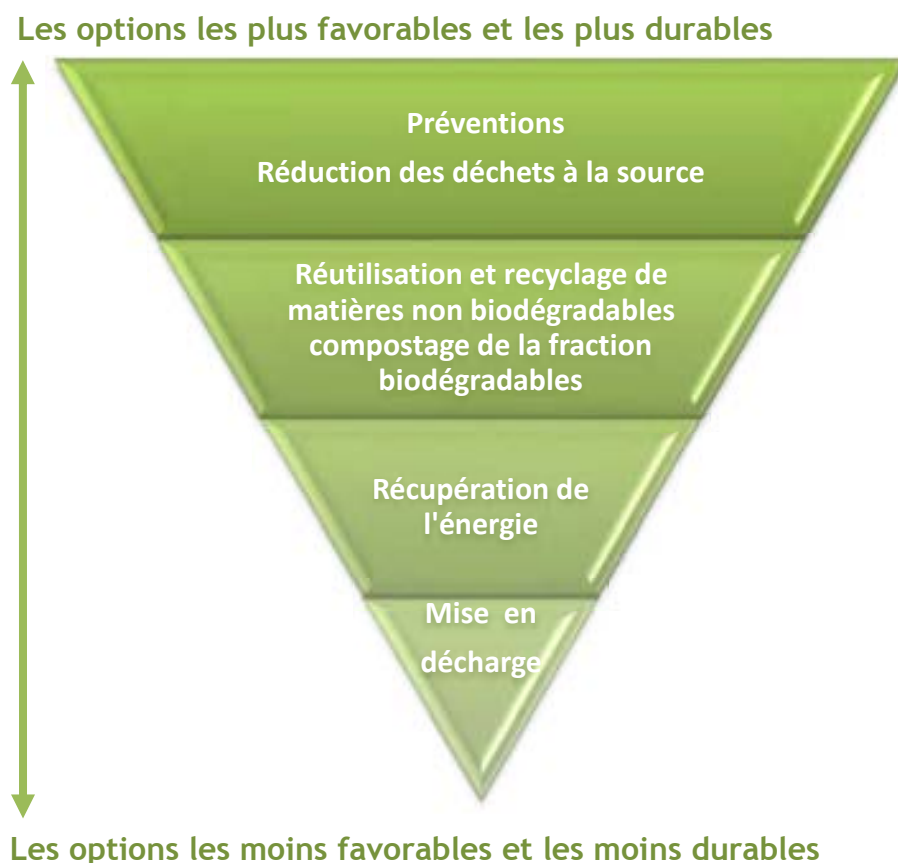 Les options les plus favorables et les plus durables
Préventions
Réduction des déchets à la source
Réutilisation et recyclage de
matières non biodégradables
compostage de la fraction
biodégradables
Récupération de
l'énergie
Mise en
décharge
Les options les moins favorables et les moins durables